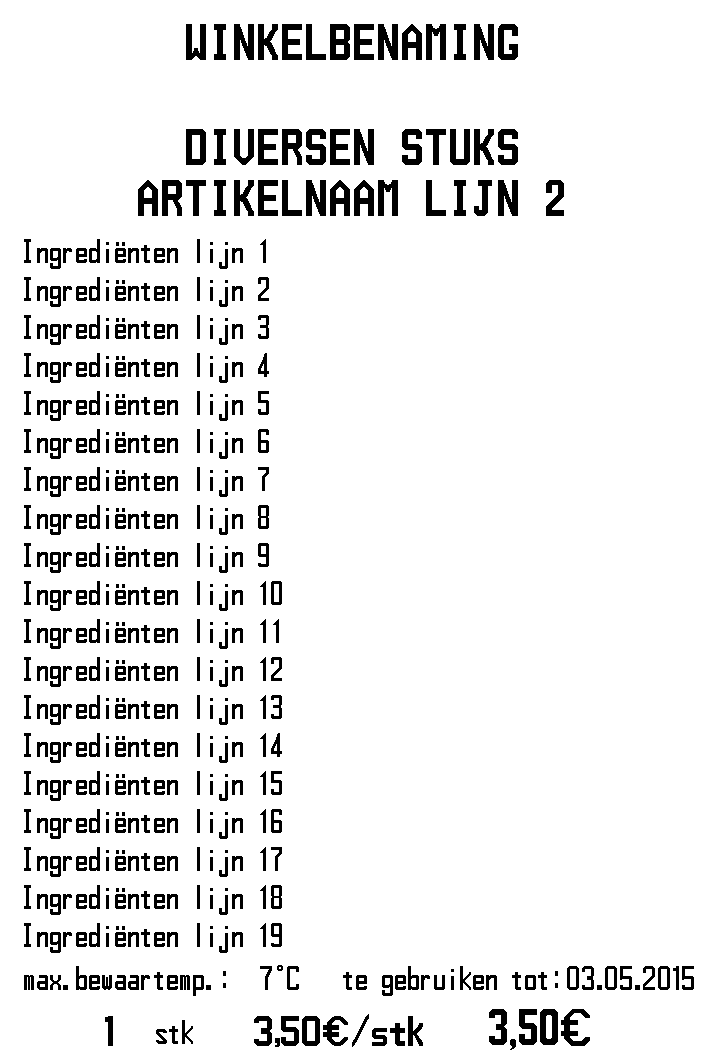 WINKELBENAMING
DIVERSEN STUKS
ARTIKELNAAM LIJN 2
Ingrediënten lijn 1
Ingrediënten lijn 2
Ingrediënten lijn 3
Ingrediënten lijn 4
Ingrediënten lijn 5
Ingrediënten lijn 6
Ingrediënten lijn 7
Ingrediënten lijn 8
Ingrediënten lijn 9
Ingrediënten lijn 10
Ingrediënten lijn 11
Ingrediënten lijn 12
Ingrediënten lijn 13
Ingrediënten lijn 14
Ingrediënten lijn 15
Ingrediënten lijn 16
Ingrediënten lijn 17
Ingrediënten lijn 18
Ingrediënten lijn 19
max.bewaartemp.: 7°C te gebruiken tot:03.05.2015
1 stk 3,50€/stk 3,50€